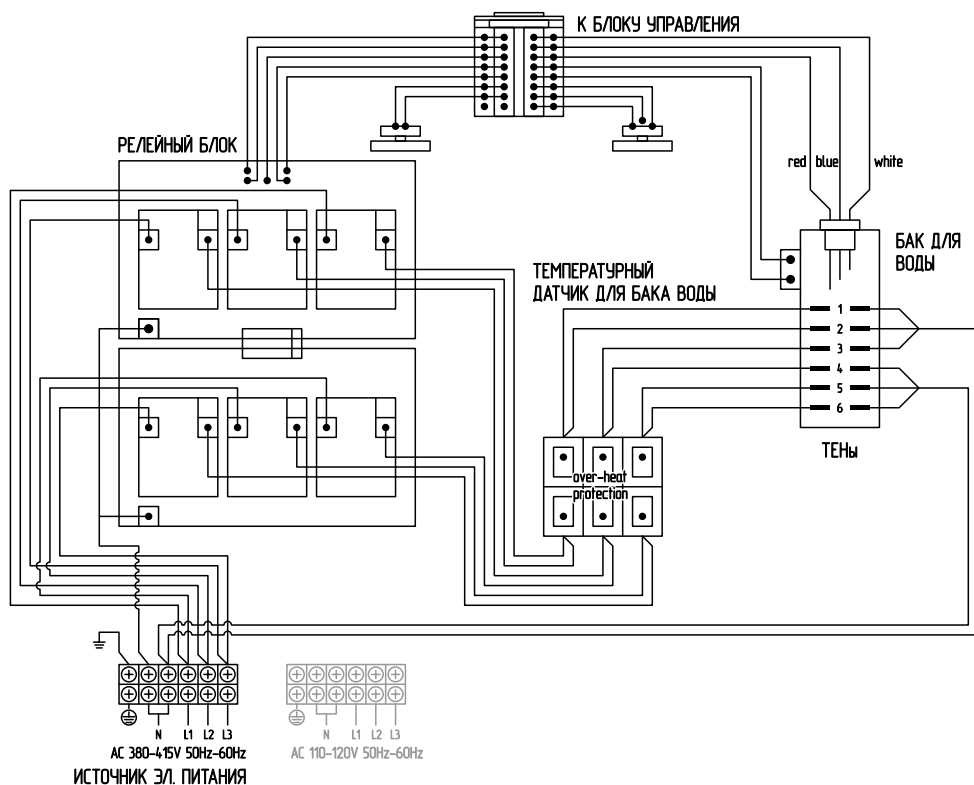 К БЛОКУ УПРАВЛЕНИЯ
РЕЛЕЙНЫЙ БЛОК
red blue white
БАК ДЛЯ
ВОДЫ
ТЕМПЕРАТУРНЫЙ
ДАТЧИК ДЛЯ БАКА ВОДЫ
1
2
3
4
5
6
ТЕНы
over-heat
protection
N L1 L2 L3
AC 380-415V 50Hz-60Hz
ИСТОЧНИК ЭЛ. ПИТАНИЯ
N L1 L2 L3
AC 110-120V 50Hz-60Hz